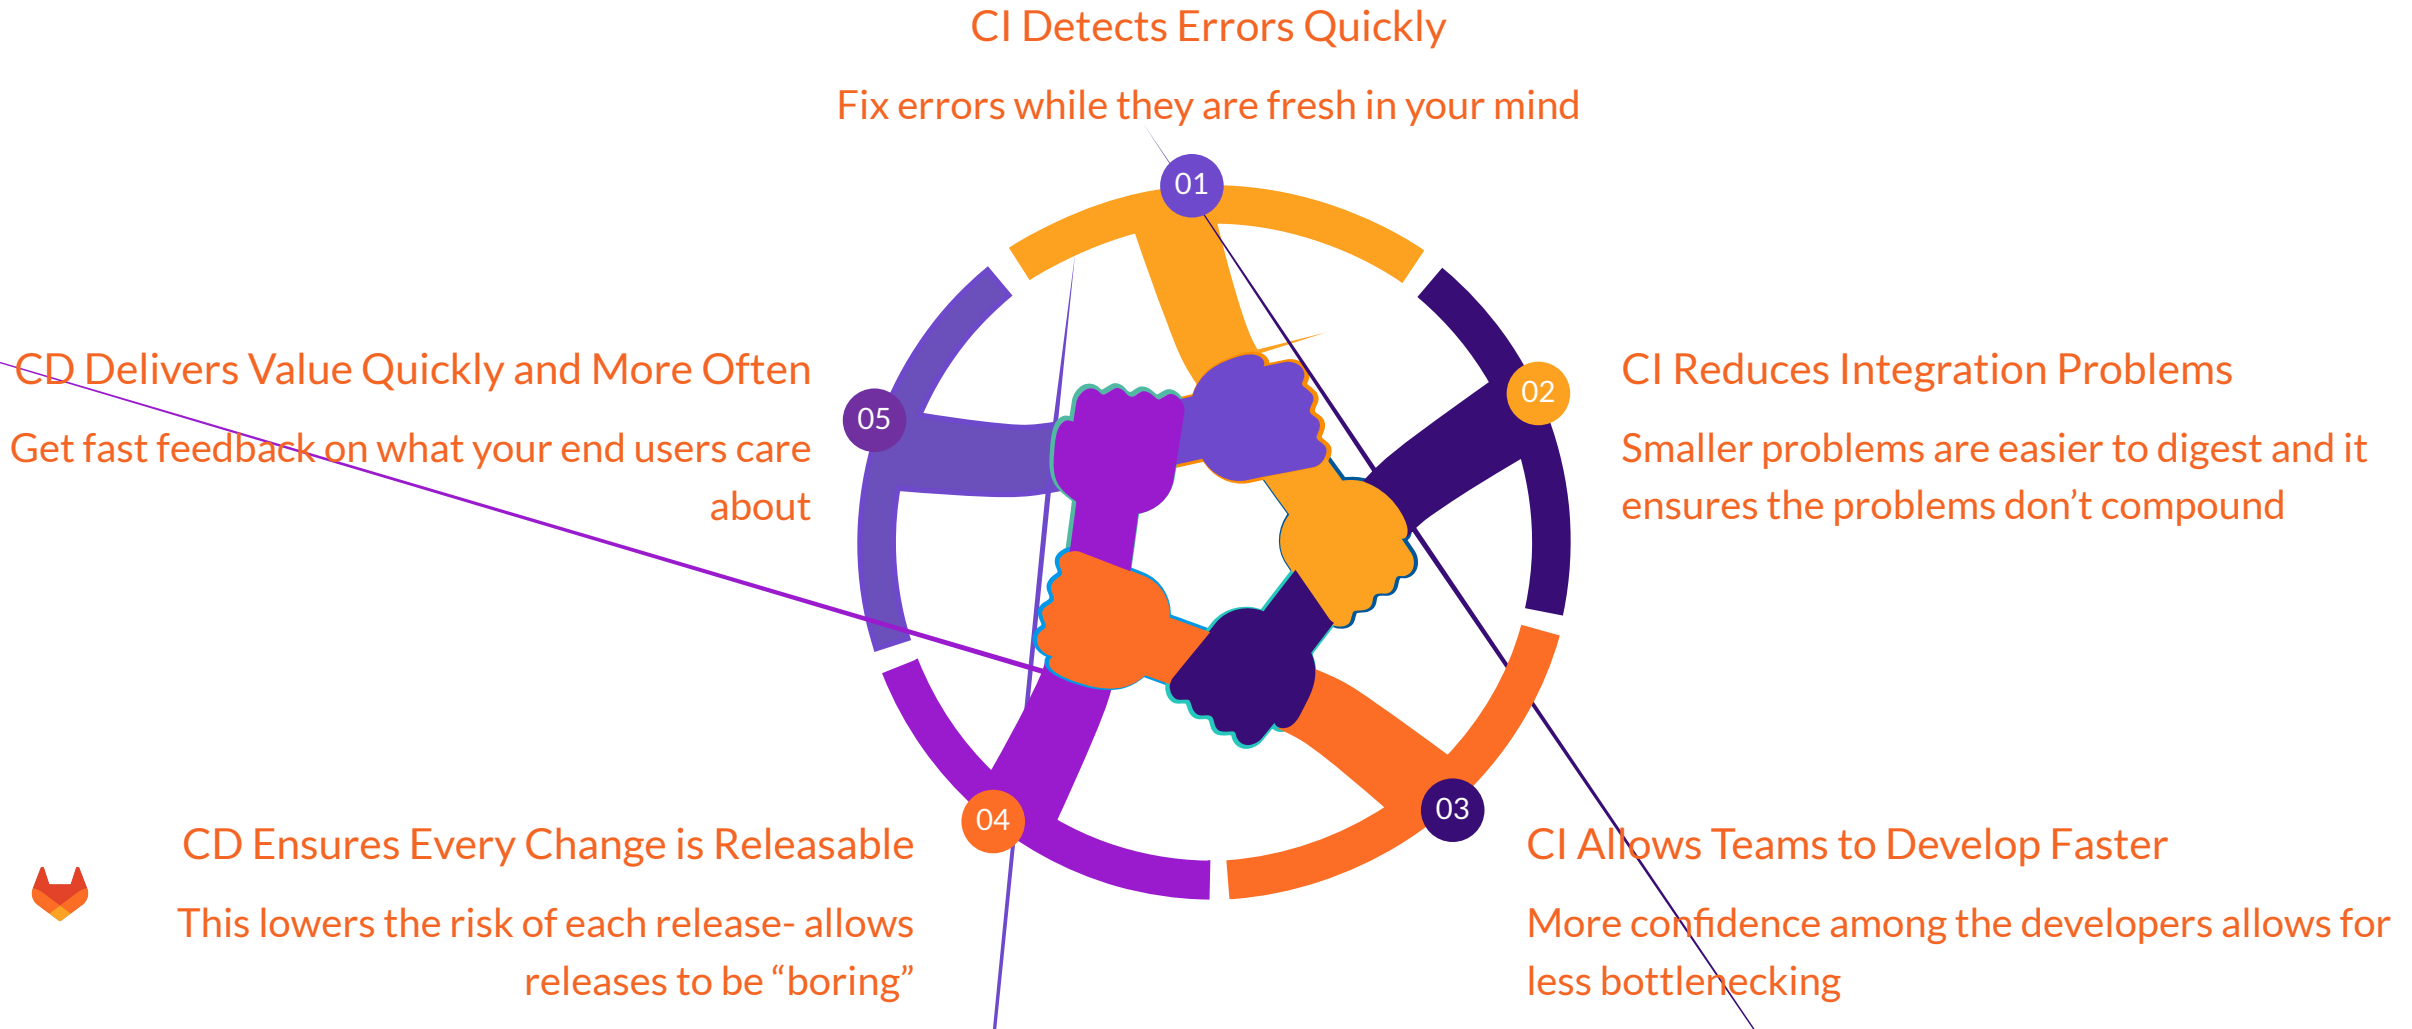 CI Detects Errors Quickly
Fix errors while they are fresh in your mind
01
02
CI Reduces Integration Problems
Smaller problems are easier to digest and it
ensures the problems don’t compound
03
CI Allows Teams to Develop Faster
More confidence among the developers allows for
less bottlenecking
04
CD Ensures Every Change is Releasable
This lowers the risk of each release- allows
releases to be “boring”
05
CD Delivers Value Quickly and More Often
Get fast feedback on what your end users care
about